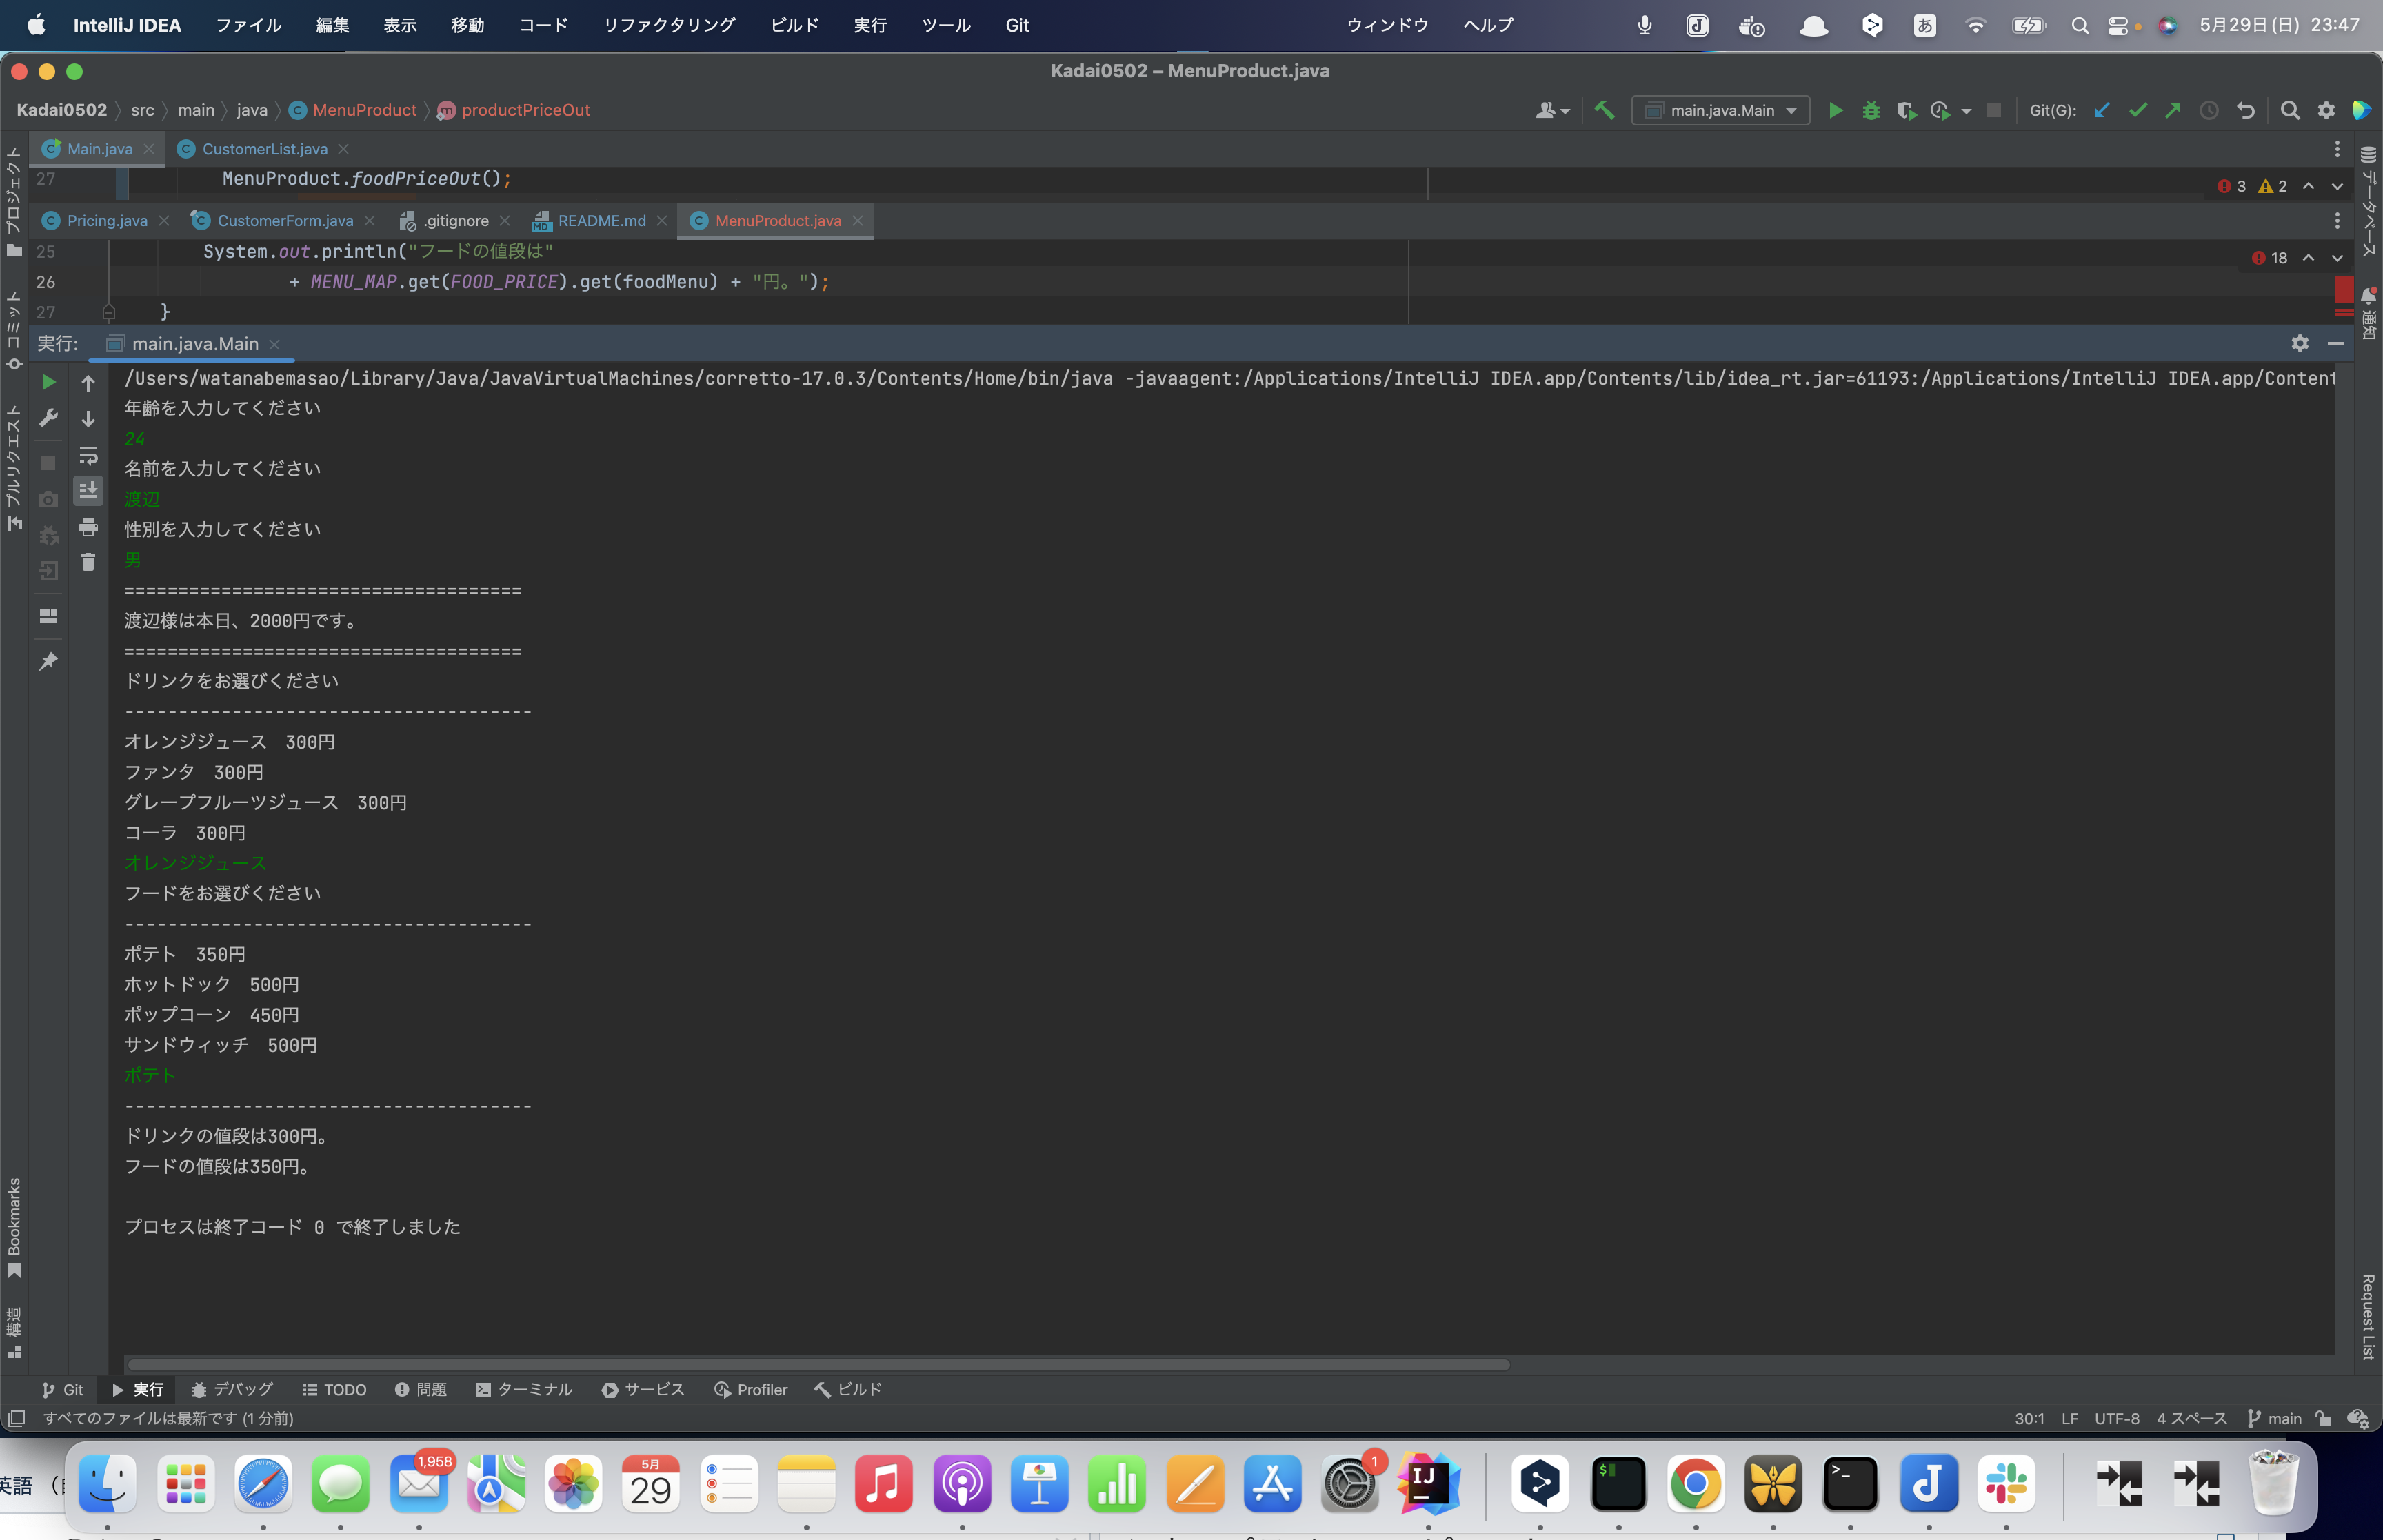 IntelliJ IDEA ファイル 編集 表示 移動 コード リファクタリング ビルド 実行 ツール Git ウィンドウ ヘルプ あ 5月29日(日) 23:47
Kadai0502 – MenuProduct.java
Kadai0502 src main java MenuProduct productPriceOut main.java.Main Git(G):
Main.java CustomerList.java
27 MenuProduct.foodPriceOut(); 3 2
Pricing.java CustomerForm.java .gitignore README.md MenuProduct.java
25 System.out.println("フードの値段は" 18
26 + MENU_MAP.get(FOOD_PRICE).get(foodMenu) + "円。");
27 }
実行: main.java.Main
/Users/watanabemasao/Library/Java/JavaVirtualMachines/corretto-17.0.3/Contents/Home/bin/java -javaagent:/Applications/IntelliJ IDEA.app/Contents/lib/idea_rt.jar=61193:/Applications/IntelliJ IDEA.app/Content
年齢を入力してください
24
名前を入力してください
渡辺
性別を入力してください
男
=====================================
渡辺様は本日、2000円です。
=====================================
ドリンクをお選びください
--------------------------------------
オレンジジュース　300円
ファンタ　300円
グレープフルーツジュース　300円
コーラ　300円
オレンジジュース
フードをお選びください
--------------------------------------
ポテト　350円
ホットドック　500円
ポップコーン　450円
サンドウィッチ　500円
ポテト
--------------------------------------
ドリンクの値段は300円。
フードの値段は350円。
プロセスは終了コード 0 で終了しました
プロジェクト
コミット
プルリクエスト
Bookmarks
構造
データベース
通知
Request List
Git 実行 デバッグ TODO 問題 ターミナル サービス Profiler ビルド
すべてのファイルは最新です (1 分前) 30:1 LF UTF-8 4 スペース main
英語
1,958
5月
29
1
IJ